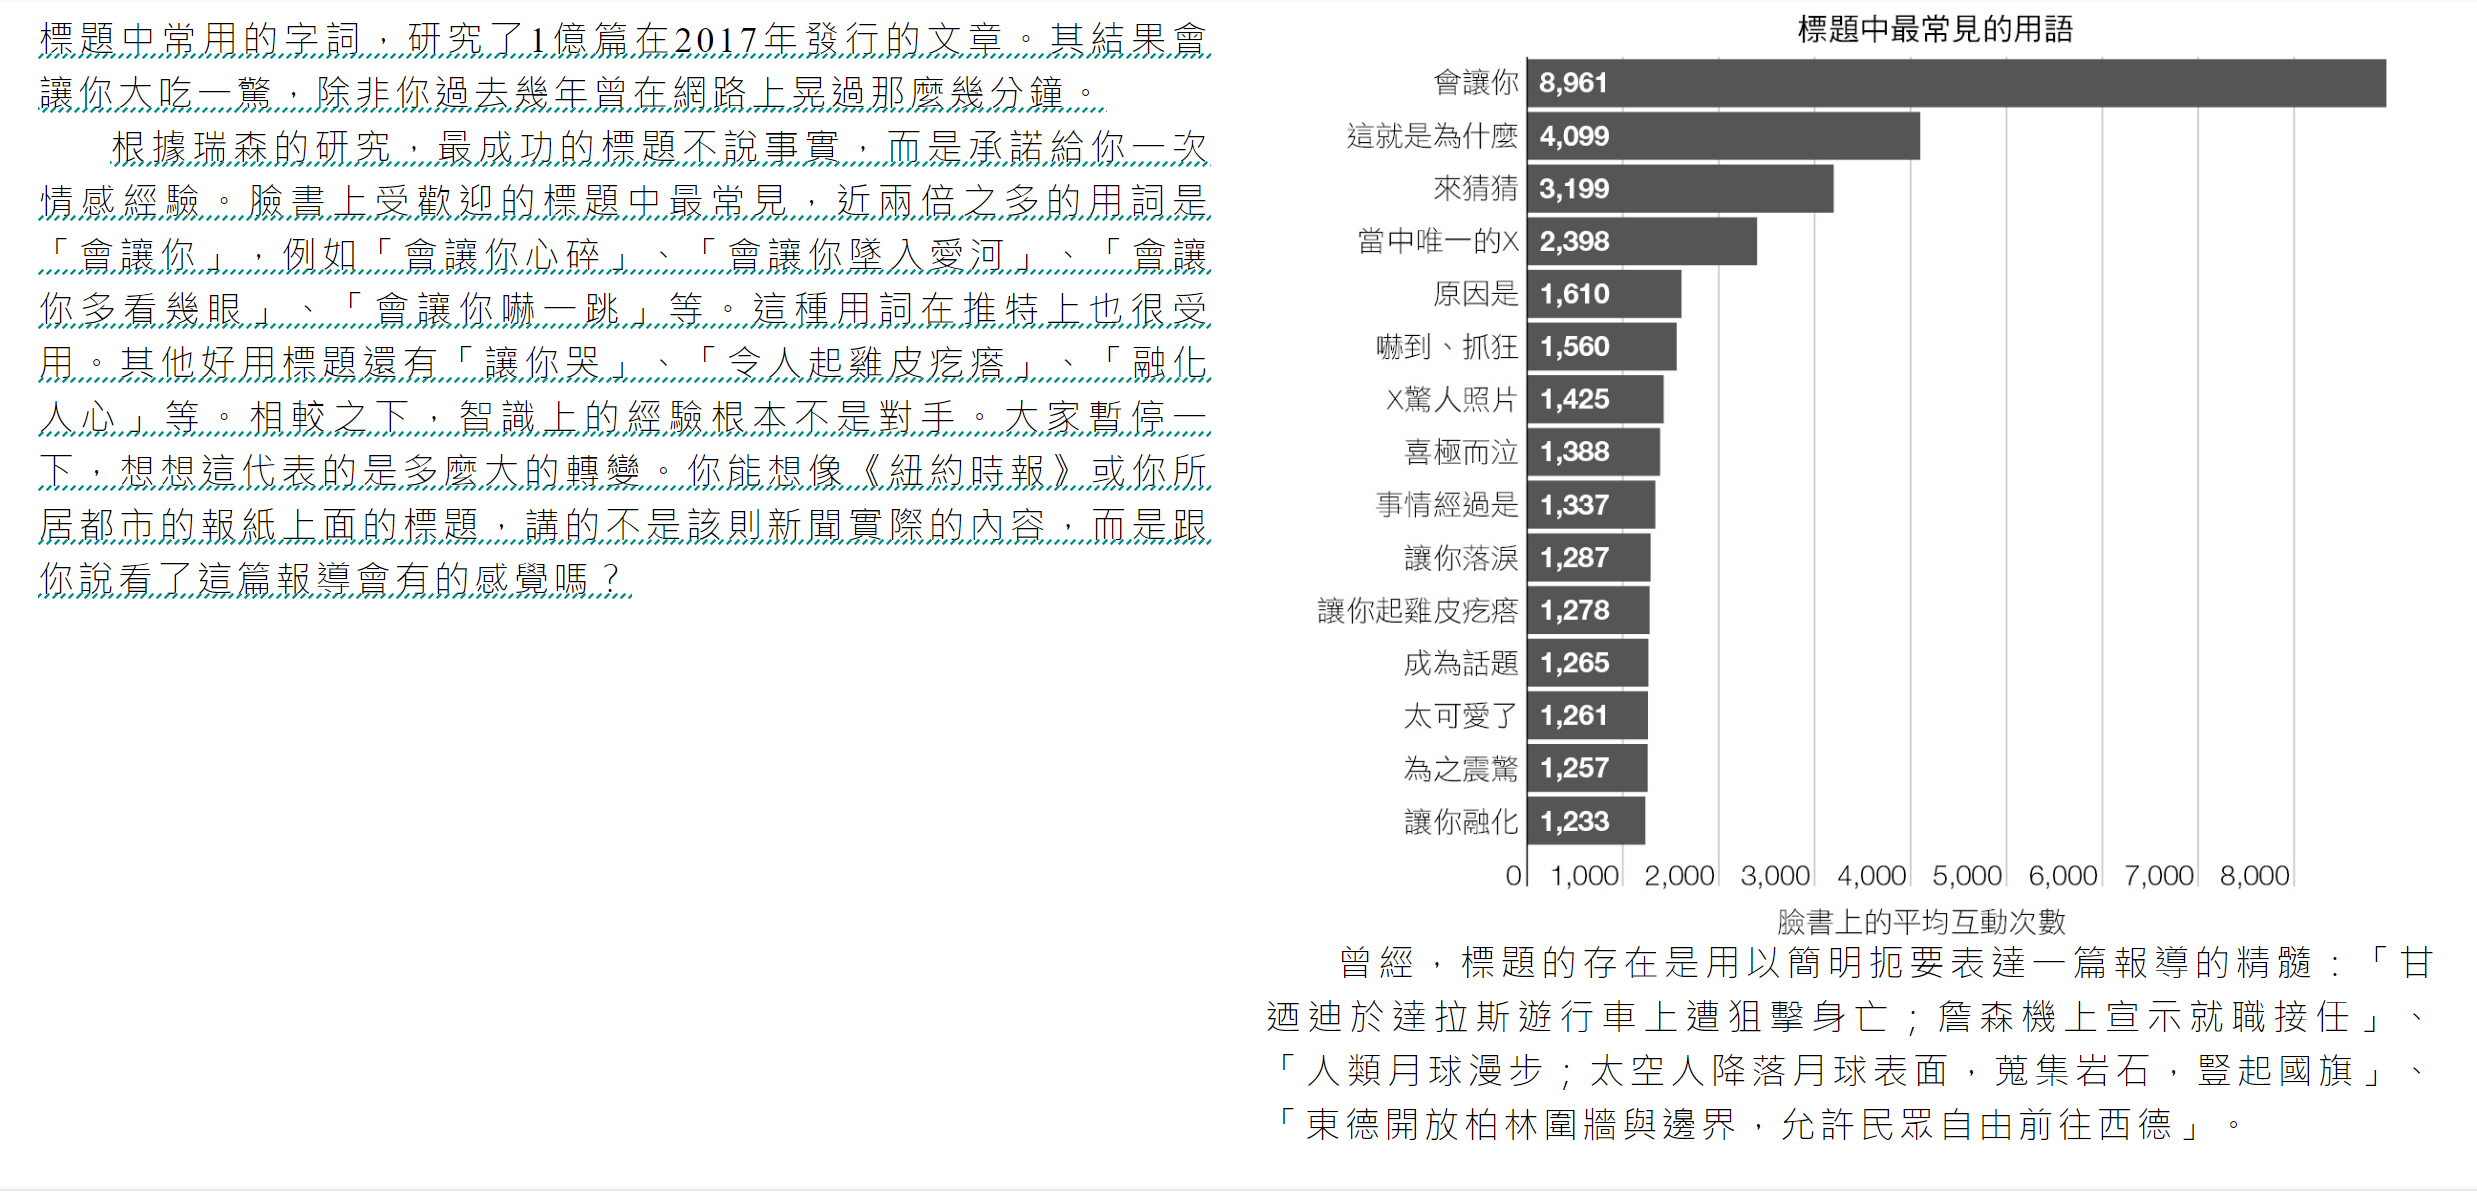 標題中常用的字詞，研究了1億篇在2017年發行的文章。其結果會
讓你大吃一驚，除非你過去幾年曾在網路上晃過那麼幾分鐘。
根據瑞森的研究，最成功的標題不說事實，而是承諾給你一次
情感經驗。臉書上受歡迎的標題中最常見，近兩倍之多的用詞是
「會讓你」，例如「會讓你心碎」、「會讓你墜入愛河」、「會讓
你多看幾眼」、「會讓你嚇一跳」等。這種用詞在推特上也很受
用。其他好用標題還有「讓你哭」、「令人起雞皮疙瘩」、「融化
人心」等。相較之下，智識上的經驗根本不是對手。大家暫停一
下，想想這代表的是多麼大的轉變。你能想像《紐約時報》或你所
居都市的報紙上面的標題，講的不是該則新聞實際的內容，而是跟
你說看了這篇報導會有的感覺嗎？
標題中最常見的用語
會讓你 8,961
這就是為什麼 4,099
來猜猜 3,199
當中唯一的X 2,398
原因是 1,610
嚇到、抓狂 1,560
X驚人照片 1,425
喜極而泣 1,388
事情經過是 1,337
讓你落淚 1,287
讓你起雞皮疙瘩 1,278
成為話題 1,265
太可愛了 1,261
為之震驚 1,257
讓你融化 1,233
0 1,000 2,000 3,000 4,000 5,000 6,000 7,000 8,000
臉書上的平均互動次數
曾經，標題的存在是用以簡明扼要表達一篇報導的精髓：「甘
迺迪於達拉斯遊行車上遭狙擊身亡；詹森機上宣示就職接任」、
「人類月球漫步；太空人降落月球表面，蒐集岩石，豎起國旗」、
「東德開放柏林圍牆與邊界，允許民眾自由前往西德」。